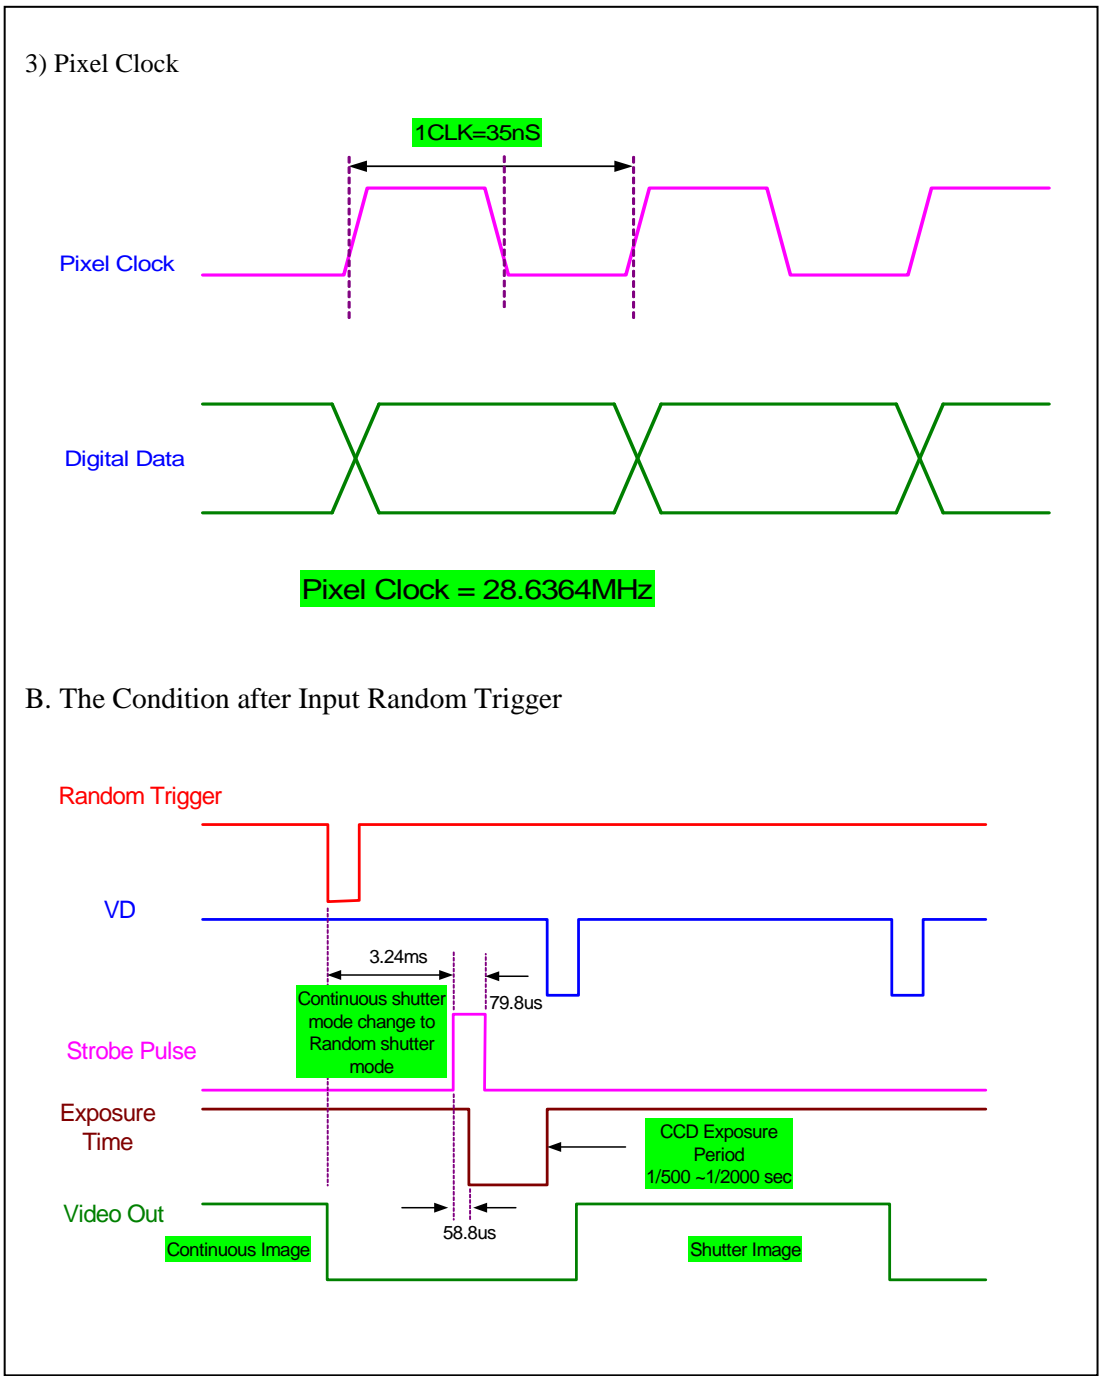 3) Pixel Clock
1CLK=35nS
Pixel Clock
Digital Data
Pixel Clock = 28.6364MHz
B. The Condition after Input Random Trigger
Random Trigger
VD
3.24ms
79.8us
Continuous shutter
mode change to
Random shutter
mode
Strobe Pulse
Exposure
Time
CCD Exposure
Period
1/500 ~1/2000 sec
Video Out
58.8us
Continuous Image
Shutter Image